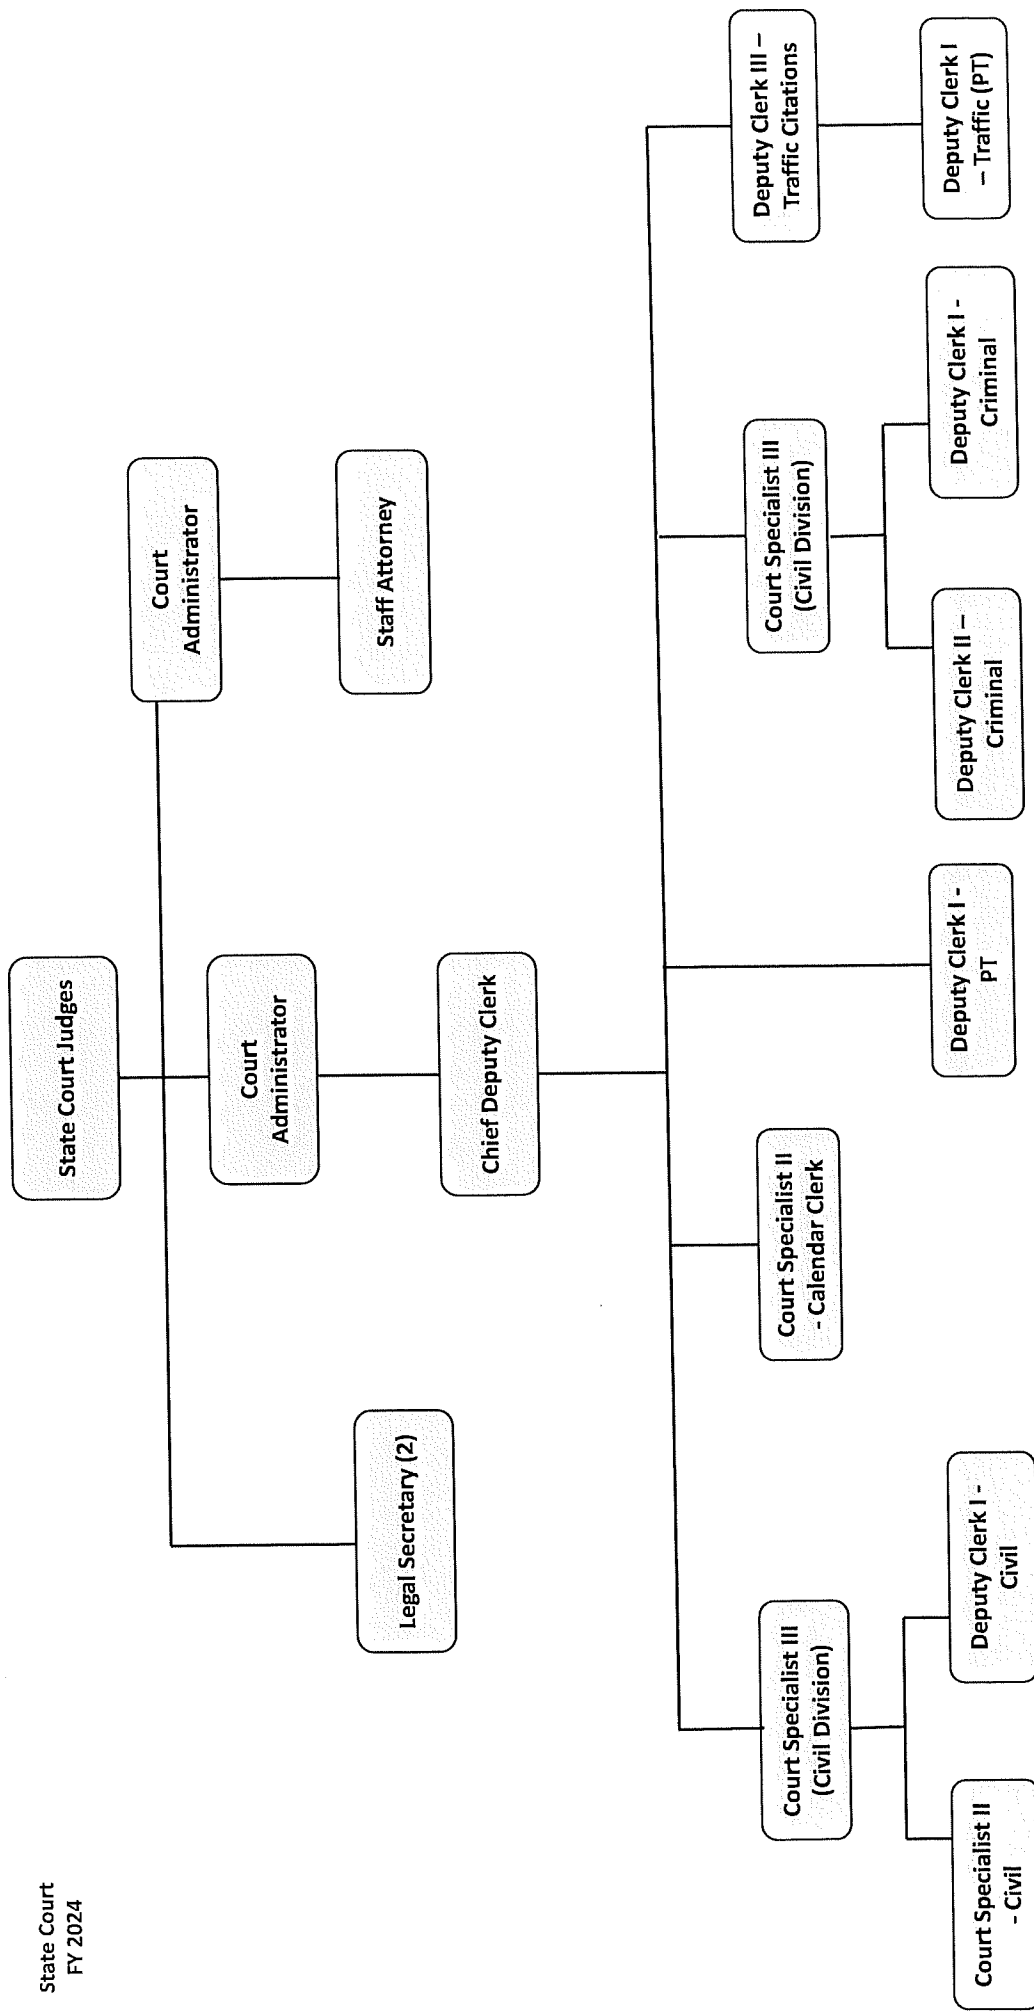 State Court
FY 2024
State Court Judges
Court
Administrator
Court
Administrator
Legal Secretary (2)
Staff Attorney
Chief Deputy Clerk
Court Specialist III
(Civil Division)
Court Specialist II
- Calendar Clerk
Court Specialist III
(Civil Division)
Deputy Clerk III –
Traffic Citations
Court Specialist II
- Civil
Deputy Clerk I -
Civil
Deputy Clerk I -
PT
Deputy Clerk II –
Criminal
Deputy Clerk I -
Criminal
Deputy Clerk I
– Traffic (PT)